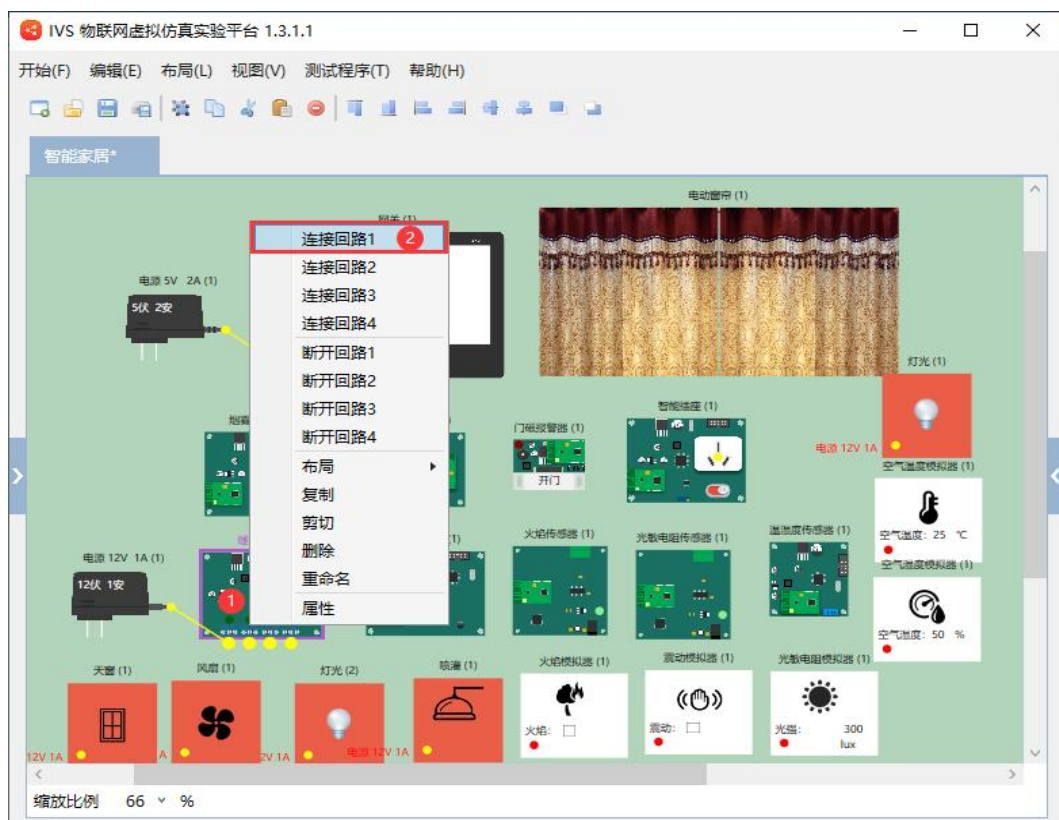 IVS 物联网虚拟仿真实验平台 1.3.1.1
开始(F) 编辑(E) 布局(L) 视图(V) 测试程序(T) 帮助(H)
智能家居*
电动窗帘 (1)
网关 (1)
连接回路1 2
连接回路2
连接回路3
连接回路4
断开回路1
断开回路2
断开回路3
断开回路4
布局
复制
剪切
删除
重命名
属性
电源 5V 2A (1)
5伏 2安
灯光 (1)
电源 12V 1A
烟雾
门磁报警器 (1)
开门
智能插座 (1)
空气温度模拟器 (1)
空气温度: 25 ℃
电源 12V 1A (1)
12伏 1安
1
(1)
火焰传感器 (1)
光敏电阻传感器 (1)
温湿度传感器 (1)
空气湿度模拟器 (1)
空气湿度: 50 %
天窗 (1)
风扇 (1)
灯光 (2)
喷灌 (1)
火焰模拟器 (1)
震动模拟器 (1)
光敏电阻模拟器 (1)
火焰:
震动:
光强: 300
lux
12V 1A
A
2V 1A
电源 12V 1A
缩放比例 66 %